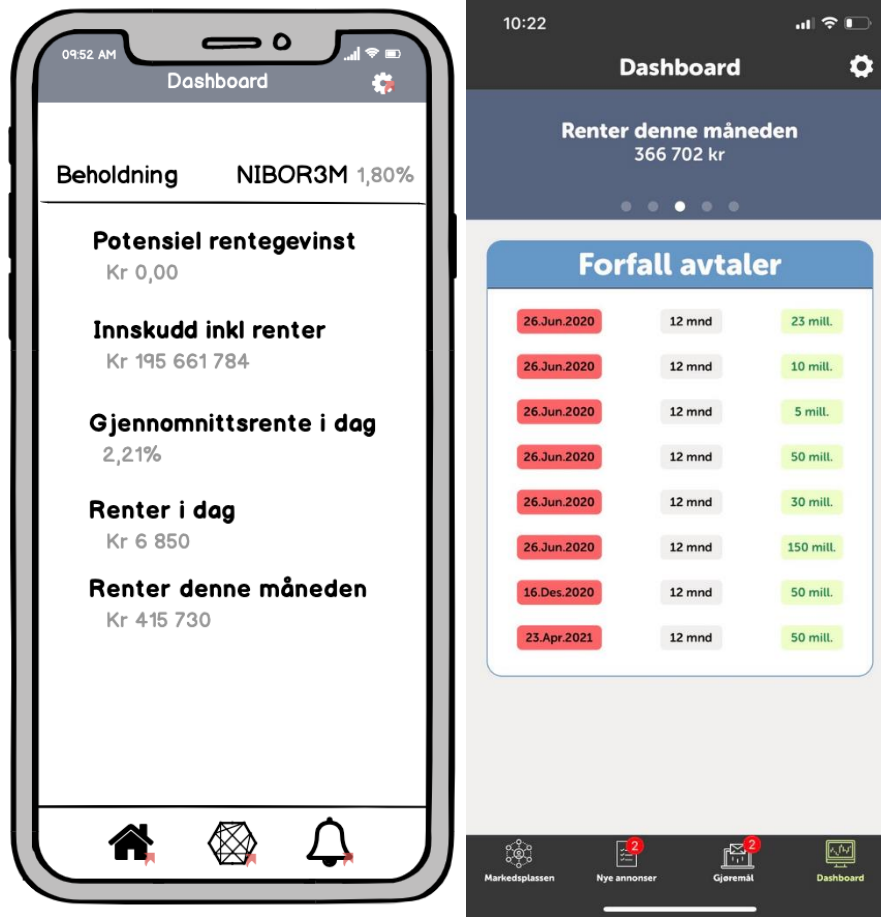 09:52 AM
Dashboard
Beholdning NIBOR3M 1,80%
Potensiel rentegevinst
Kr 0,00
Innskudd inkl renter
Kr 195 661 784
Gjennomnittsrente i dag
2,21%
Renter i dag
Kr 6 850
Renter denne måneden
Kr 415 730
10:22
Dashboard
Renter denne måneden
366 702 kr
Forfall avtaler
26.Jun.2020 12 mnd 23 mill.
26.Jun.2020 12 mnd 10 mill.
26.Jun.2020 12 mnd 5 mill.
26.Jun.2020 12 mnd 50 mill.
26.Jun.2020 12 mnd 30 mill.
26.Jun.2020 12 mnd 150 mill.
16.Des.2020 12 mnd 50 mill.
23.Apr.2021 12 mnd 50 mill.
2 2
Markedsplassen Nye annonser Gjøremål Dashboard